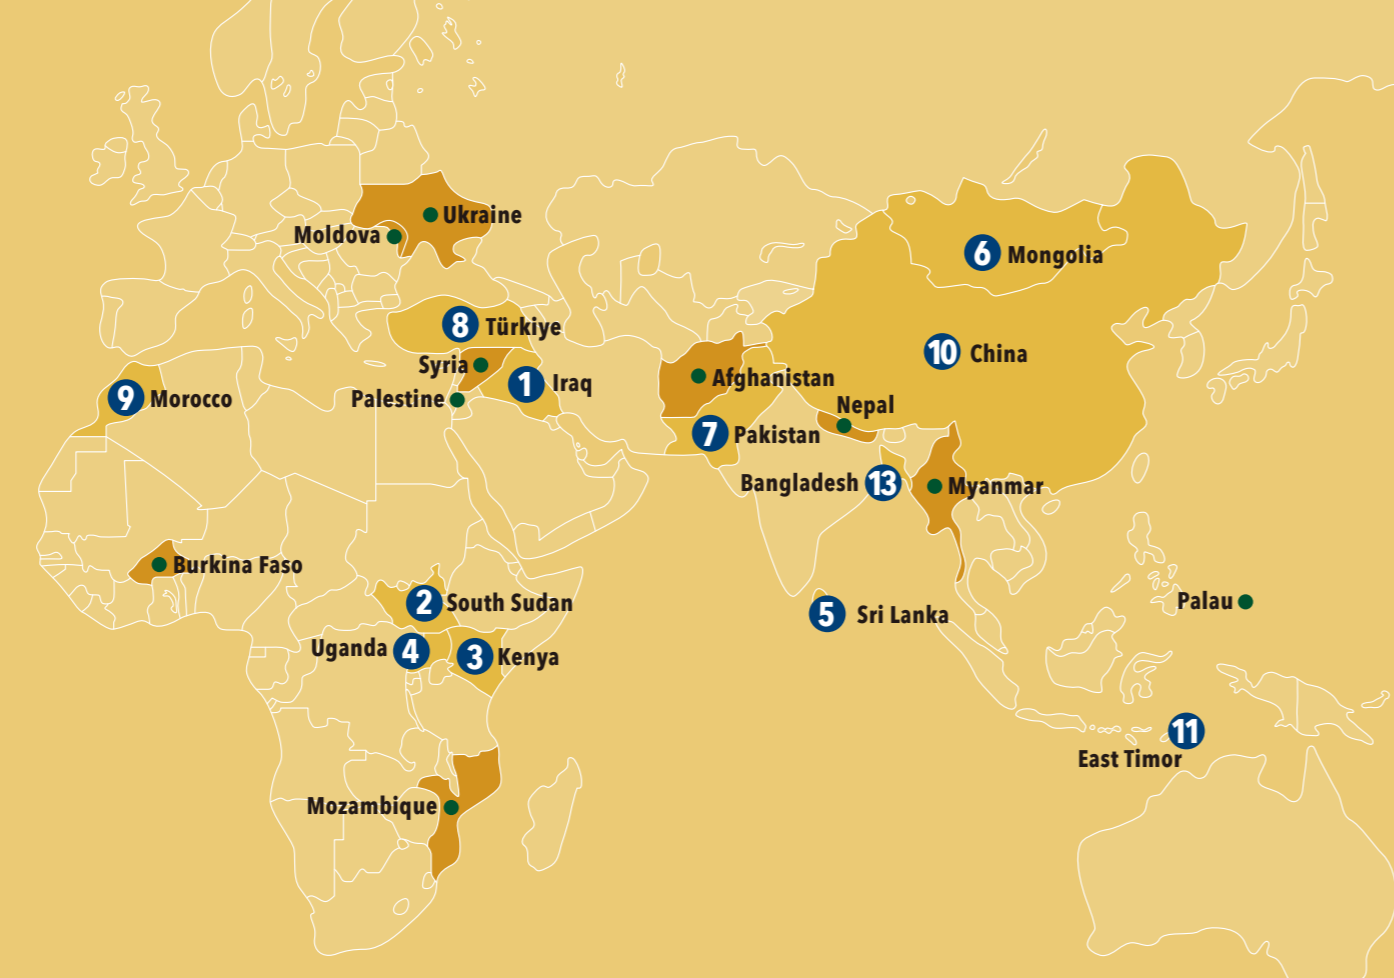 Ukraine
Moldova
6 Mongolia
8 Türkiye
10 China
Syria
Afghanistan
1 Iraq
9 Morocco
Palestine
Nepal
7 Pakistan
Bangladesh 13
Myanmar
Burkina Faso
2 South Sudan
Palau
5 Sri Lanka
Uganda 4
3 Kenya
11
East Timor
Mozambique